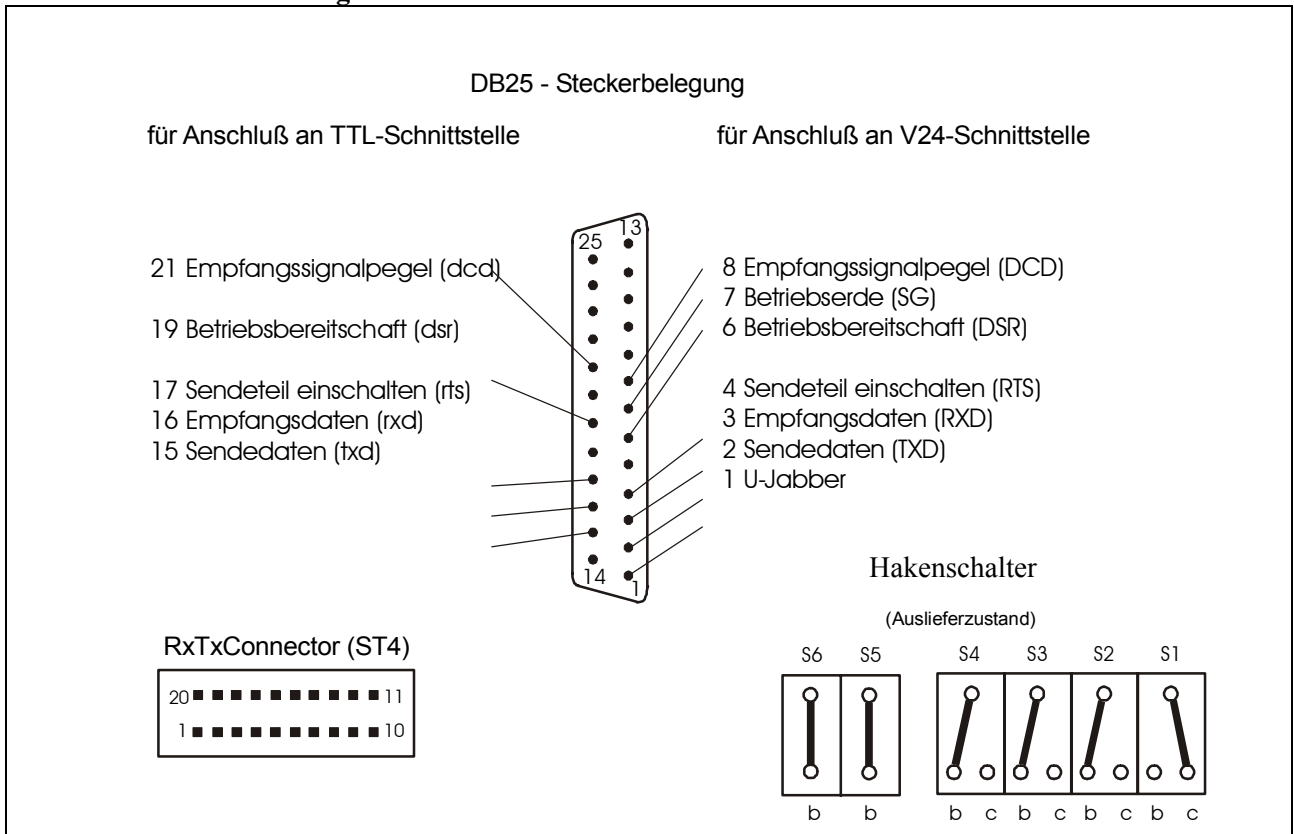 DB25 - Steckerbelegung
für Anschluß an TTL-Schnittstelle
für Anschluß an V24-Schnittstelle
25
13
21 Empfangssignalpegel (dcd)
19 Betriebsbereitschaft (dsr)
17 Sendeteil einschalten (rts)
16 Empfangsdaten (rxd)
15 Sendedaten (txd)
8 Empfangssignalpegel (DCD)
7 Betriebserde (SG)
6 Betriebsbereitschaft (DSR)
4 Sendeteil einschalten (RTS)
3 Empfangsdaten (RXD)
2 Sendedaten (TXD)
1 U-Jabber
14
1
RxTxConnector (ST4)
20 11
1 10
Hakenschalter
(Auslieferzustand)
S6 S5 S4 S3 S2 S1
b b b c b c b c b c